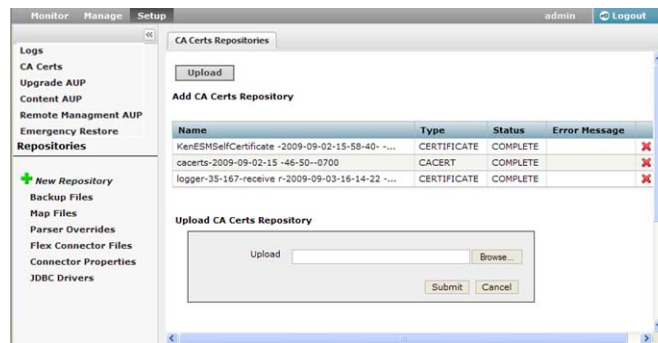 Monitor Manage Setup admin Logout
Logs
CA Certs
Upgrade AUP
Content AUP
Remote Managment AUP
Emergency Restore
Repositories
New Repository
Backup Files
Map Files
Parser Overrides
Flex Connector Files
Connector Properties
JDBC Drivers
CA Certs Repositories
Upload
Add CA Certs Repository
Name Type Status Error Message
KenESMSelfCertificate -2009-09-02-15-58-40- -... CERTIFICATE COMPLETE
cacerts-2009-09-02-15 -46-50--0700 CACERT COMPLETE
logger-35-167-receive r-2009-09-03-16-14-22 -... CERTIFICATE COMPLETE
Upload CA Certs Repository
Upload Browse...
Submit Cancel